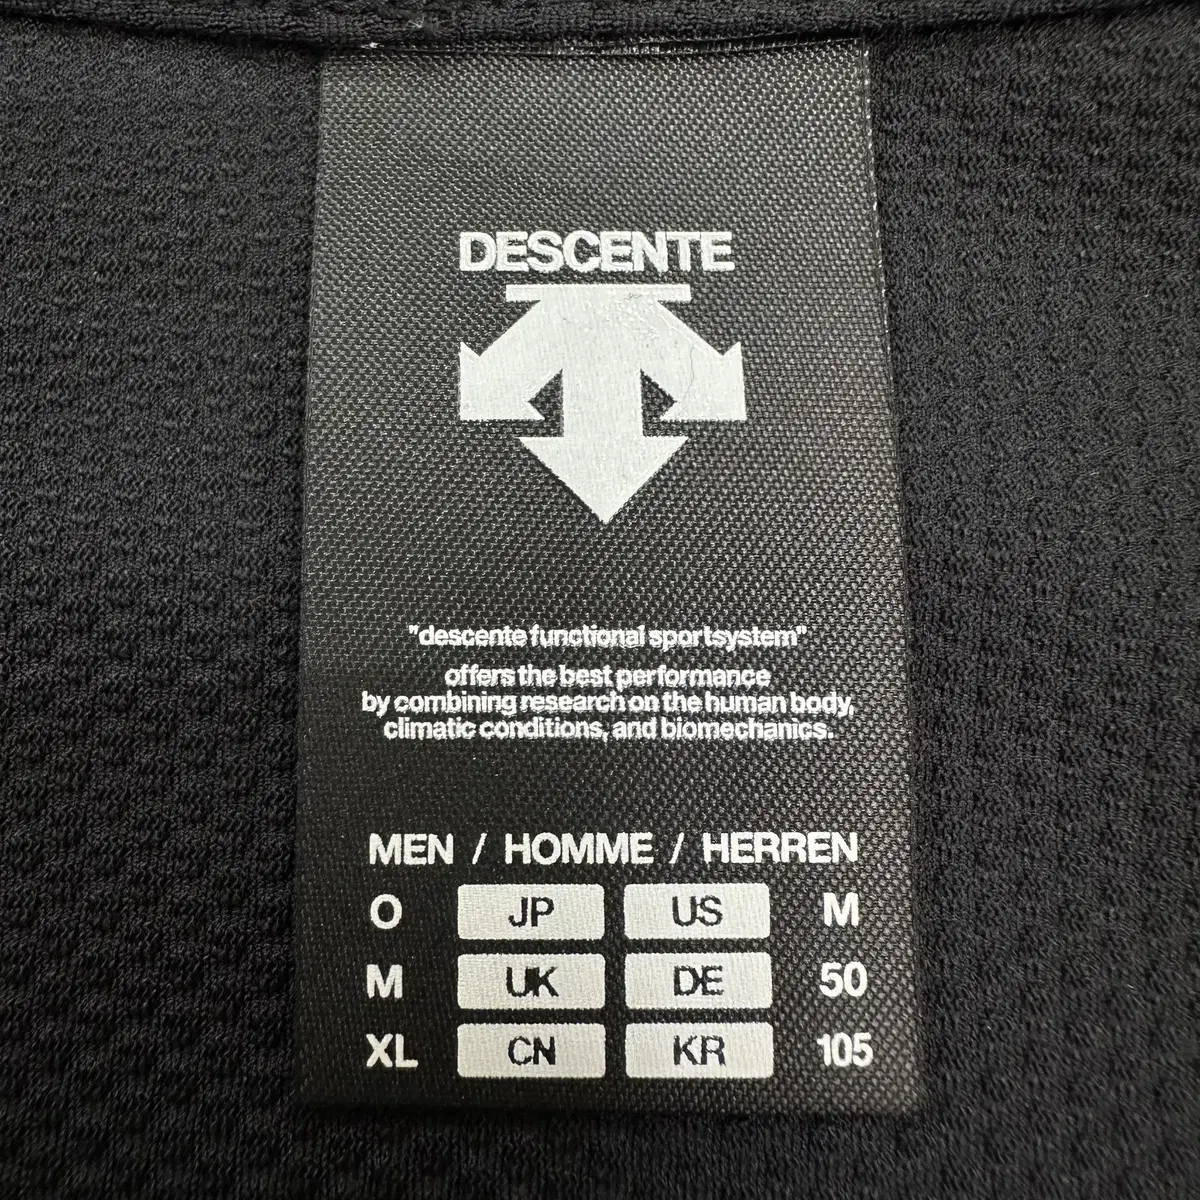 DESCENTE
"descente functional sportsystem"
offers the best performance
by combining research on the human body,
climatic conditions, and biomechanics.
MEN / HOMME / HERREN
O JP US M
M UK DE 50
XL CN KR 105